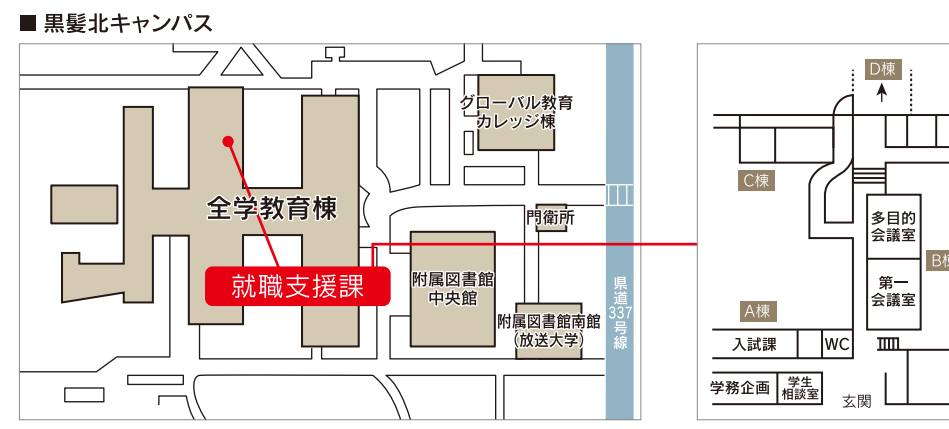 ■ 黒髪北キャンパス
グローバル教育
カレッジ棟
全学教育棟
門衛所
就職支援課
附属図書館
中央館
附属図書館南館
（放送大学）
県道337号線
D棟
C棟
多目的
会議室
B棟
第一
会議室
A棟
入試課
WC
学務企画
学生
相談室
玄関